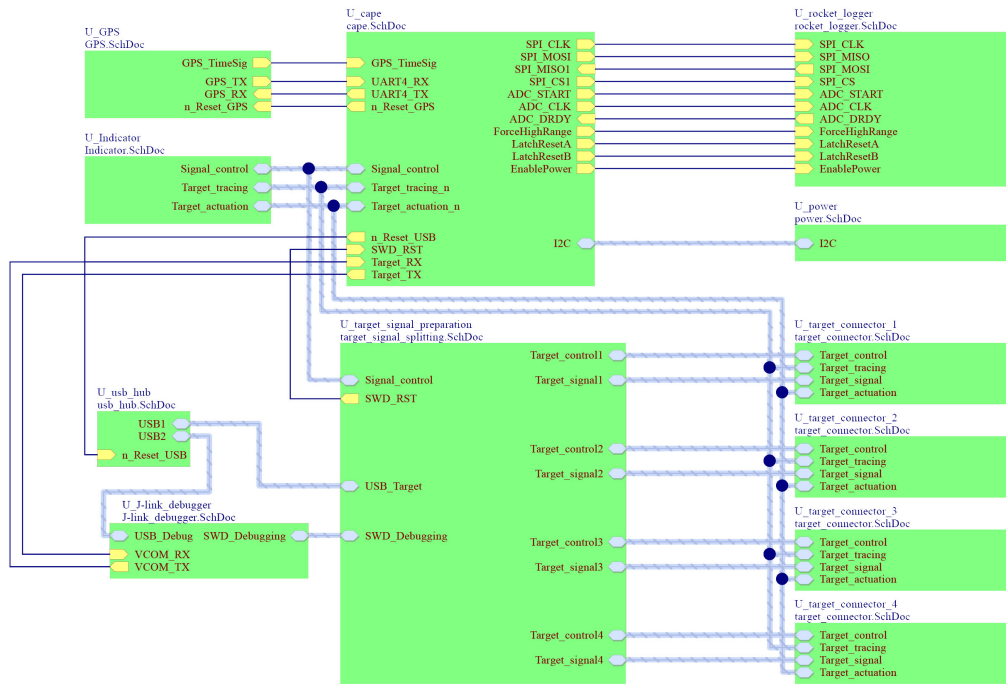 U_GPS
GPS.SchDoc
GPS_TimeSig
GPS_TX
GPS_RX
n_Reset_GPS
U_Indicator
Indicator.SchDoc
Signal_control
Target_tracing
Target_actuation
U_cape
cape.SchDoc
GPS_TimeSig
UART4_RX
UART4_TX
n_Reset_GPS
Signal_control
Target_tracing_n
Target_actuation_n
n_Reset_USB
SWD_RST
Target_RX
Target_TX
SPI_CLK
SPI_MOSI
SPI_MISO1
SPI_CS1
ADC_START
ADC_CLK
ADC_DRDY
ForceHighRange
LatchResetA
LatchResetB
EnablePower
I2C
U_rocket_logger
rocket_logger.SchDoc
SPI_CLK
SPI_MISO
SPI_MOSI
SPI_CS
ADC_START
ADC_CLK
ADC_DRDY
ForceHighRange
LatchResetA
LatchResetB
EnablePower
U_power
power.SchDoc
I2C
U_usb_hub
usb_hub.SchDoc
USB1
USB2
n_Reset_USB
U_J-link_debugger
J-link_debugger.SchDoc
USB_Debug
SWD_Debugging
VCOM_RX
VCOM_TX
U_target_signal_preparation
target_signal_splitting.SchDoc
Signal_control
SWD_RST
USB_Target
SWD_Debugging
Target_control1
Target_signal1
Target_control2
Target_signal2
Target_control3
Target_signal3
Target_control4
Target_signal4
U_target_connector_1
target_connector.SchDoc
Target_control
Target_tracing
Target_signal
Target_actuation
U_target_connector_2
target_connector.SchDoc
Target_control
Target_tracing
Target_signal
Target_actuation
U_target_connector_3
target_connector.SchDoc
Target_control
Target_tracing
Target_signal
Target_actuation
U_target_connector_4
target_connector.SchDoc
Target_control
Target_tracing
Target_signal
Target_actuation